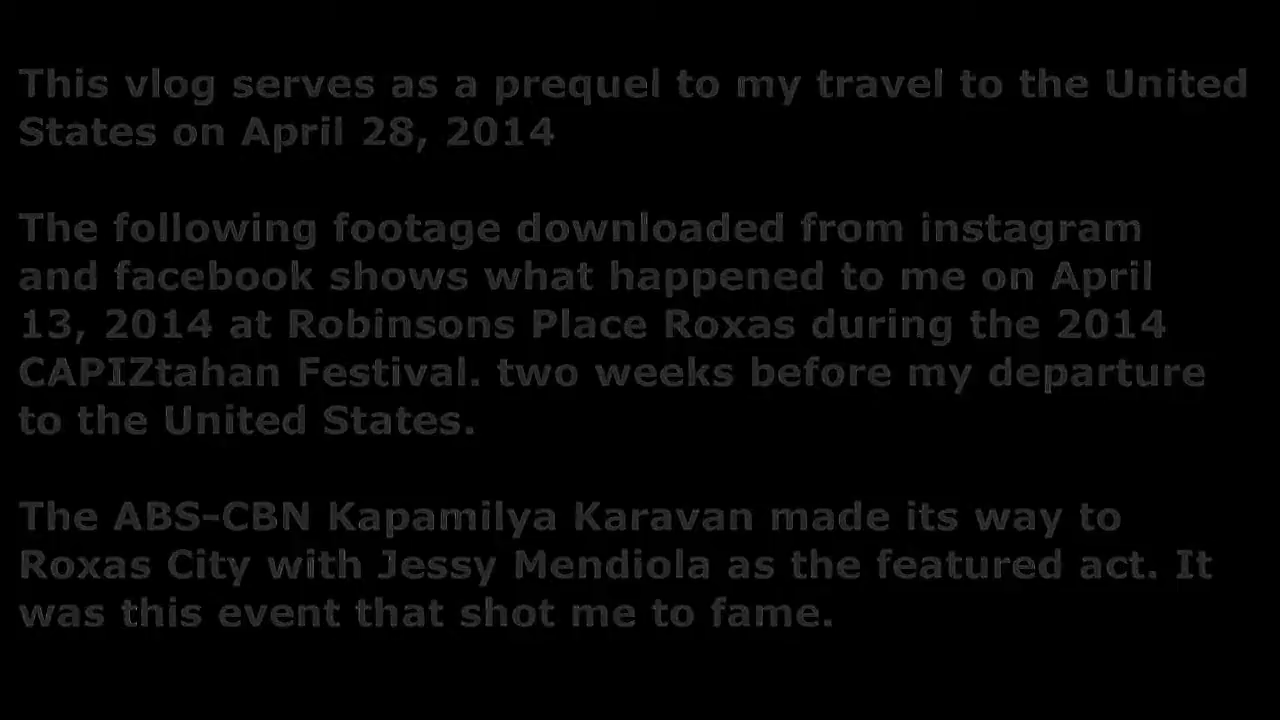 This vlog serves as a prequel to my travel to the United
States on April 28, 2014
The following footage downloaded from instagram
and facebook shows what happened to me on April
13, 2014 at Robinsons Place Roxas during the 2014
CAPIZtahan Festival. two weeks before my departure
to the United States.
The ABS-CBN Kapamilya Karavan made its way to
Roxas City with Jessy Mendiola as the featured act. It
was this event that shot me to fame.